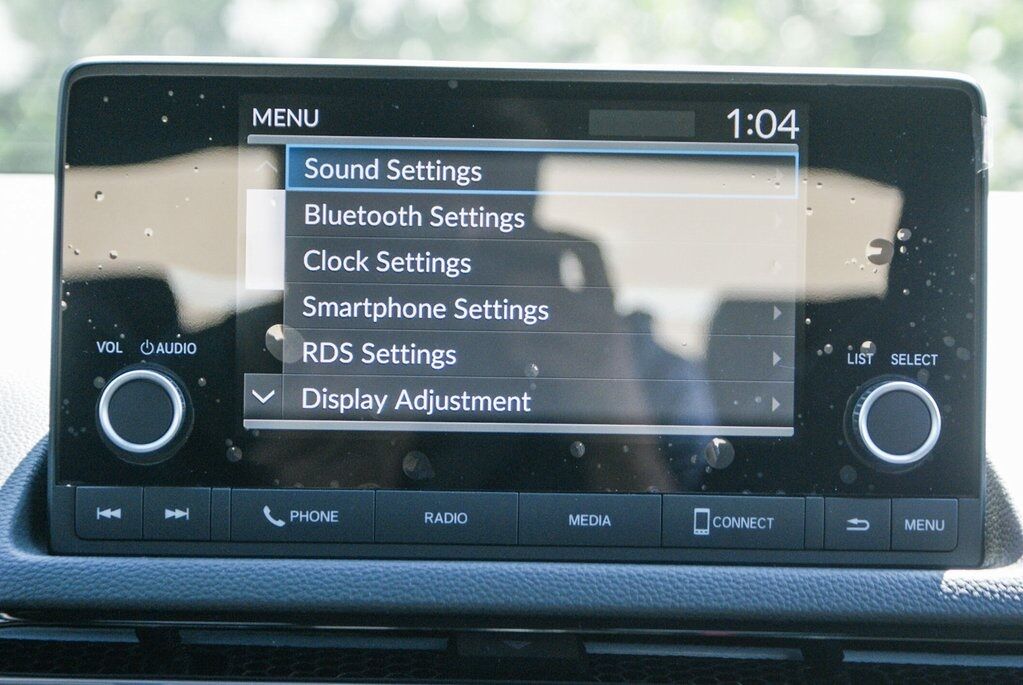 MENU 1:04
Sound Settings
Bluetooth Settings
Clock Settings
Smartphone Settings
RDS Settings
Display Adjustment
VOL AUDIO
LIST SELECT
PHONE RADIO MEDIA CONNECT MENU